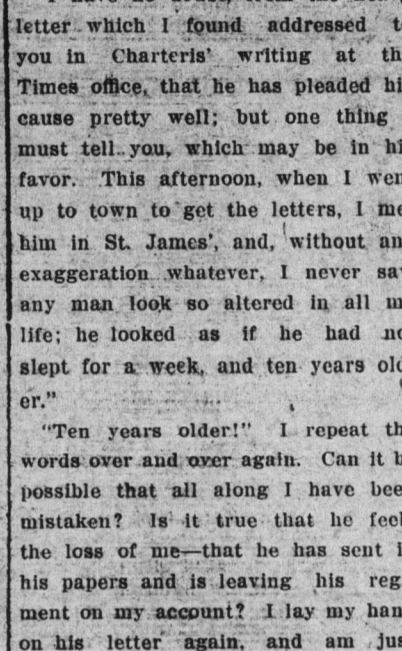 letter which I found addressed t
you in Charteris' writing at th
Times office, that he has pleaded hi
cause pretty well; but one thing
must tell you, which may be in hi
favor. This afternoon, when I wen
up to town to get the letters, I me
him in St. James', and, without an
exaggeration whatever, I never sa
any man look so altered in all m
life; he looked as if he had no
slept for a week, and ten years old
er."
"Ten years older!" I repeat th
words over and over again. Can it b
possible that all along I have bee
mistaken? Is it true that he feel
the loss of me—that he has sent i
his papers and is leaving his reg
ment on my account? I lay my han
on his letter again, and am jus